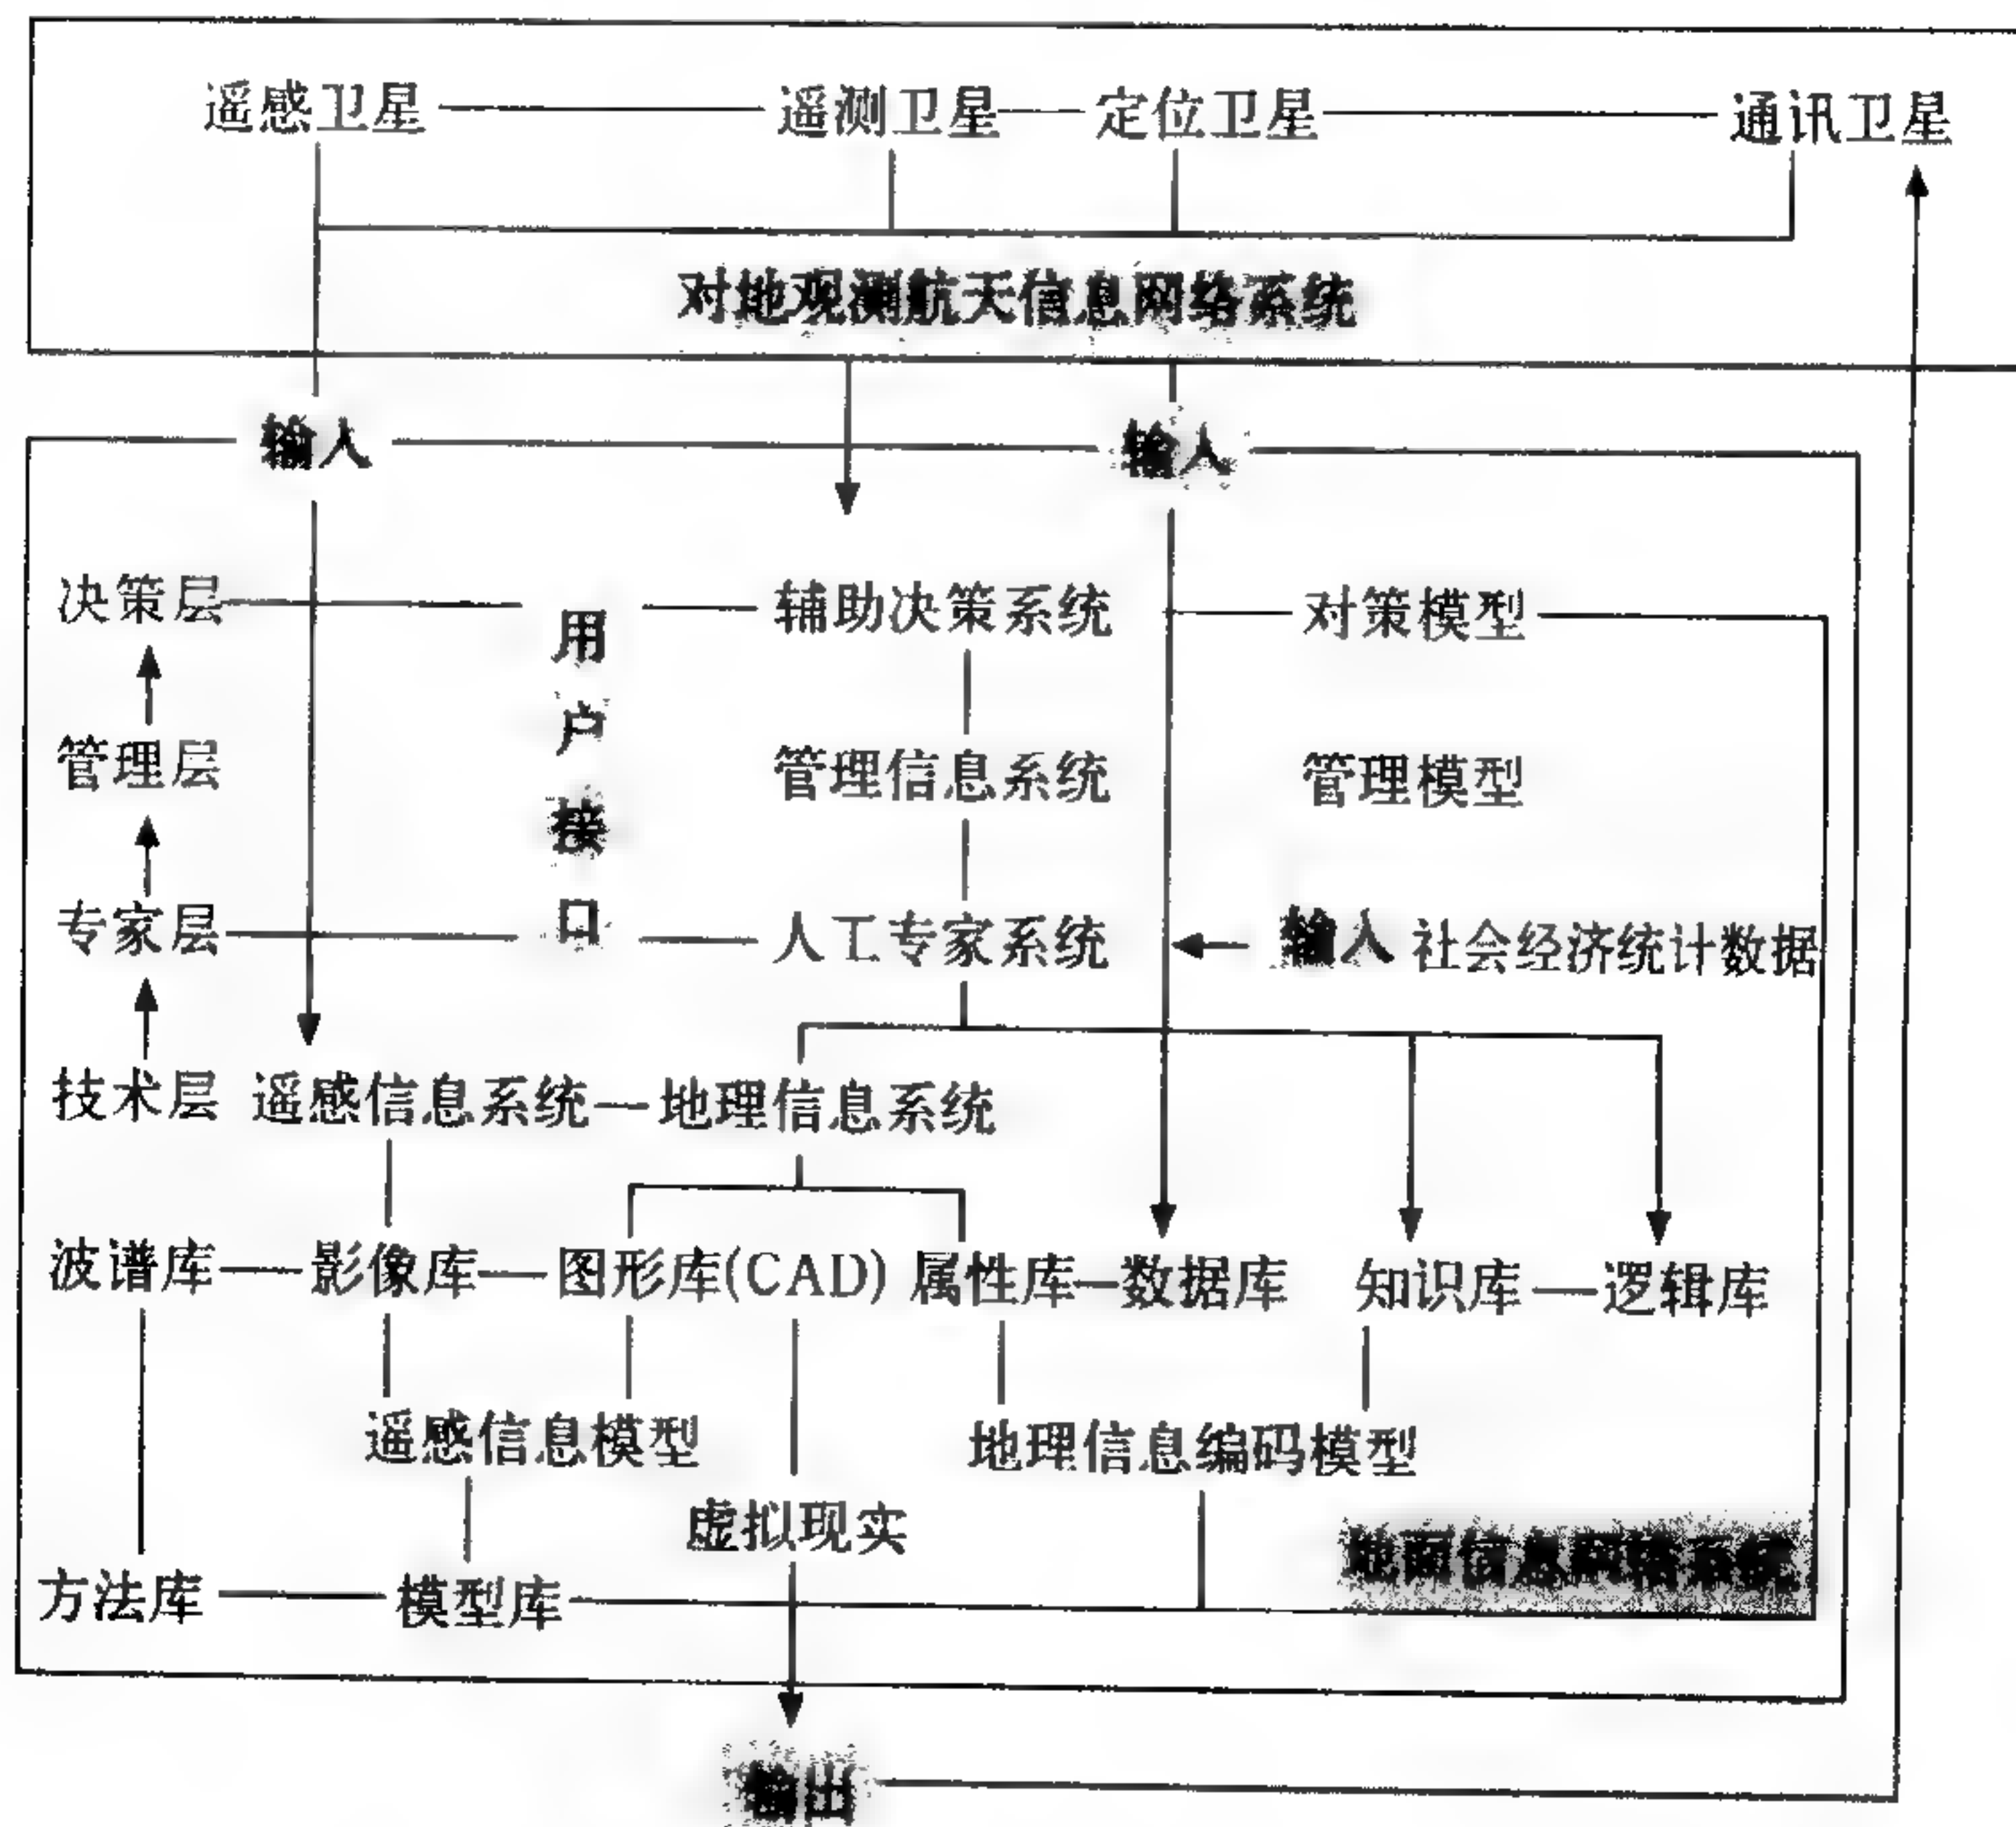 遥感卫星 遥测卫星 定位卫星 通讯卫星
对地观测航天信息网络系统
输入 输入
决策层 辅助决策系统 对策模型
用户接口
管理层 管理信息系统 管理模型
专家层 人工专家系统 输入 社会经济统计数据
技术层 遥感信息系统 地理信息系统
波谱库 影像库 图形库(CAD) 属性库 数据库 知识库 逻辑库
遥感信息模型 地理信息编码模型
虚拟现实 地面信息网络系统
方法库 模型库
输出